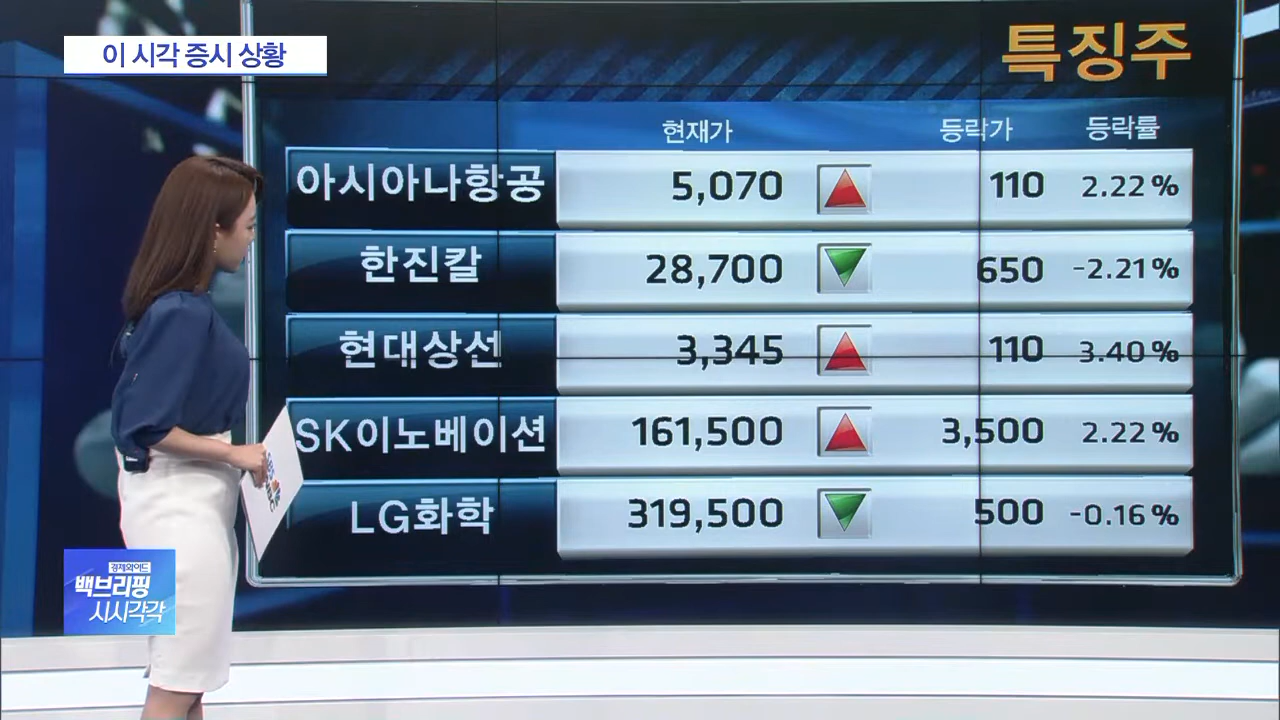 이 시각 증시 상황
특징주
현재가 등락가 등락률
아시아나항공 5,070 110 2.22 %
한진칼 28,700 650 -2.21 %
현대상선 3,345 110 3.40 %
SK이노베이션 161,500 3,500 2.22 %
LG화학 319,500 500 -0.16 %
경제와이드
백브리핑
시시각각